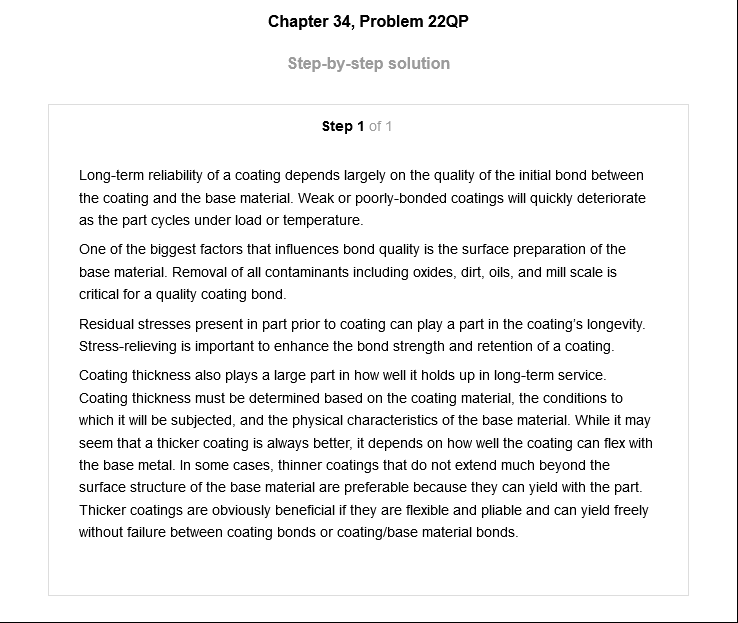 Chapter 34, Problem 22QP
Step-by-step solution
Step 1 of 1
Long-term reliability of a coating depends largely on the quality of the initial bond between
the coating and the base material. Weak or poorly-bonded coatings will quickly deteriorate
as the part cycles under load or temperature.
One of the biggest factors that influences bond quality is the surface preparation of the
base material. Removal of all contaminants including oxides, dirt, oils, and mill scale is
critical for a quality coating bond.
Residual stresses present in part prior to coating can play a part in the coating’s longevity.
Stress-relieving is important to enhance the bond strength and retention of a coating.
Coating thickness also plays a large part in how well it holds up in long-term service.
Coating thickness must be determined based on the coating material, the conditions to
which it will be subjected, and the physical characteristics of the base material. While it may
seem that a thicker coating is always better, it depends on how well the coating can flex with
the base metal. In some cases, thinner coatings that do not extend much beyond the
surface structure of the base material are preferable because they can yield with the part.
Thicker coatings are obviously beneficial if they are flexible and pliable and can yield freely
without failure between coating bonds or coating/base material bonds.